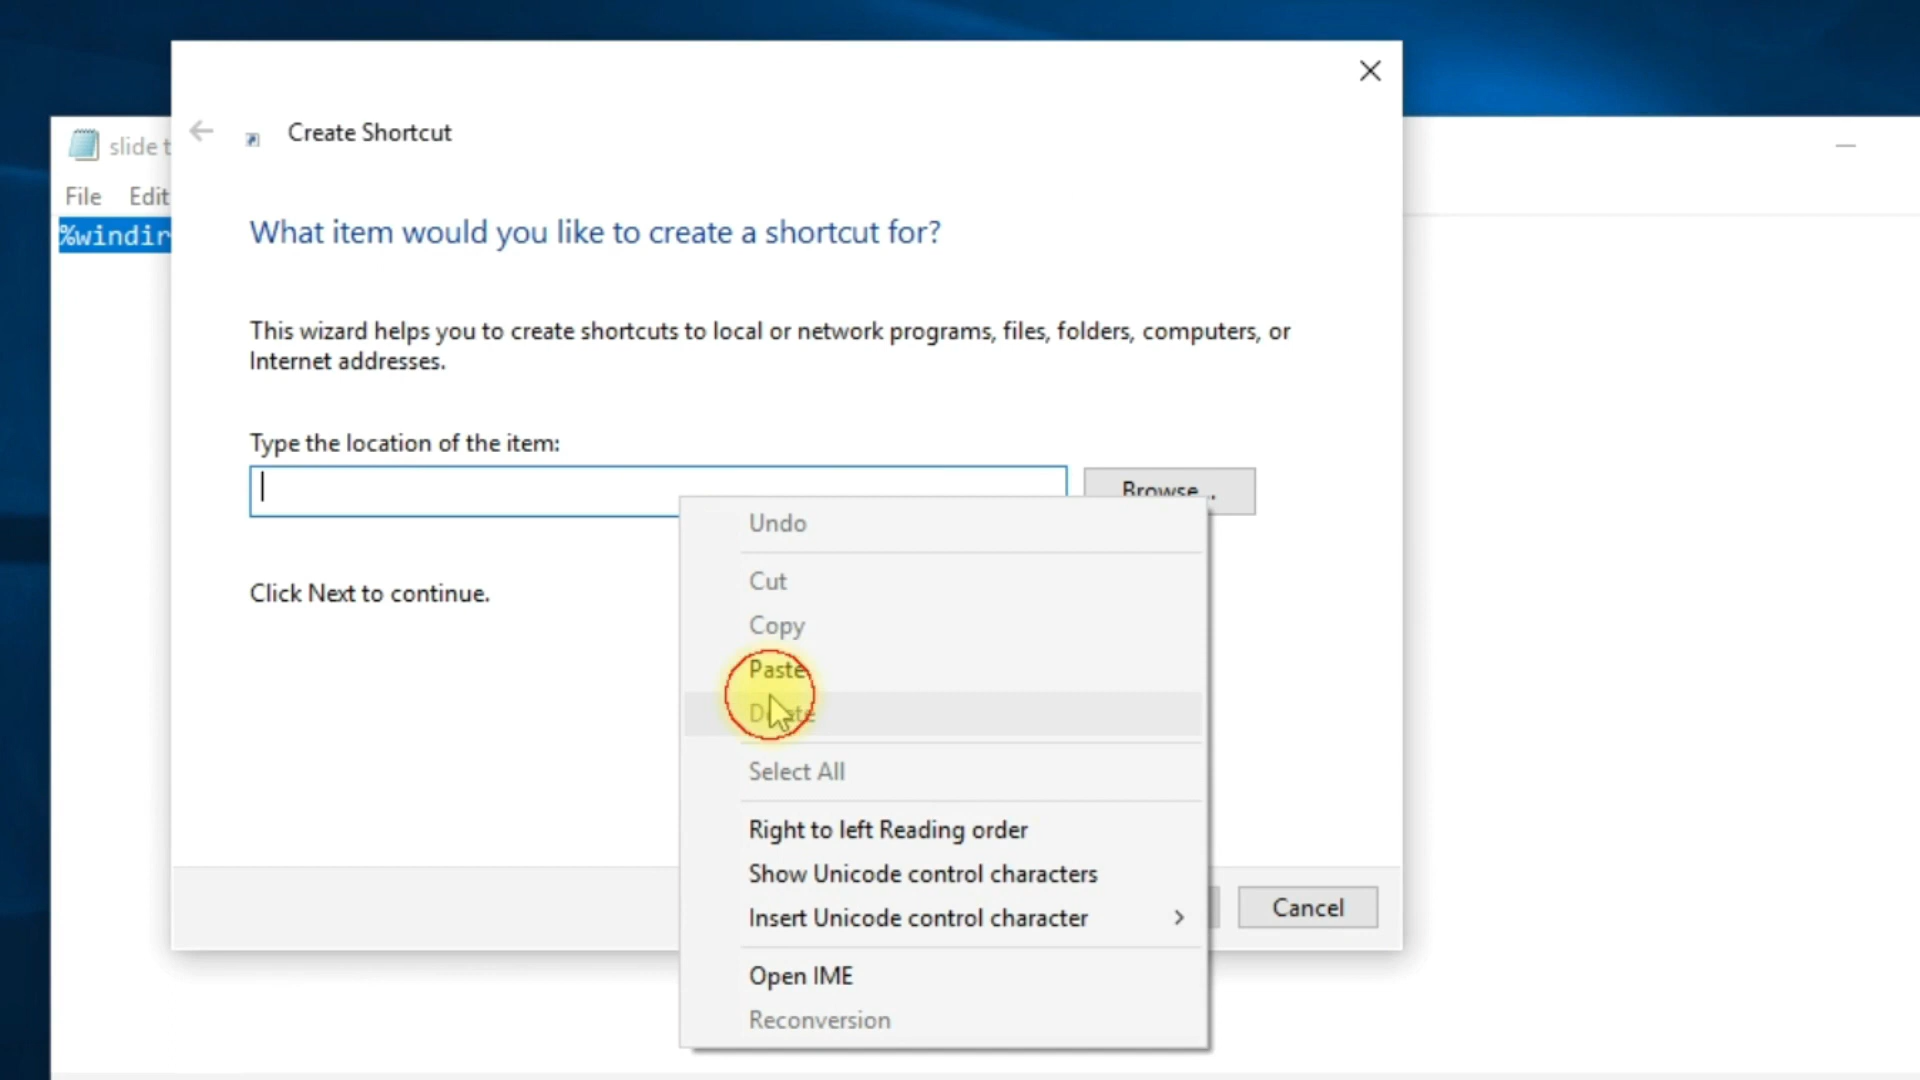 Create Shortcut
slide t
File Edit
%windir
What item would you like to create a shortcut for?
This wizard helps you to create shortcuts to local or network programs, files, folders, computers, or
Internet addresses.
Type the location of the item:
Browse...
Undo
Cut
Click Next to continue.
Copy
Paste
Delete
Select All
Right to left Reading order
Show Unicode control characters
Insert Unicode control character
Cancel
Open IME
Reconversion